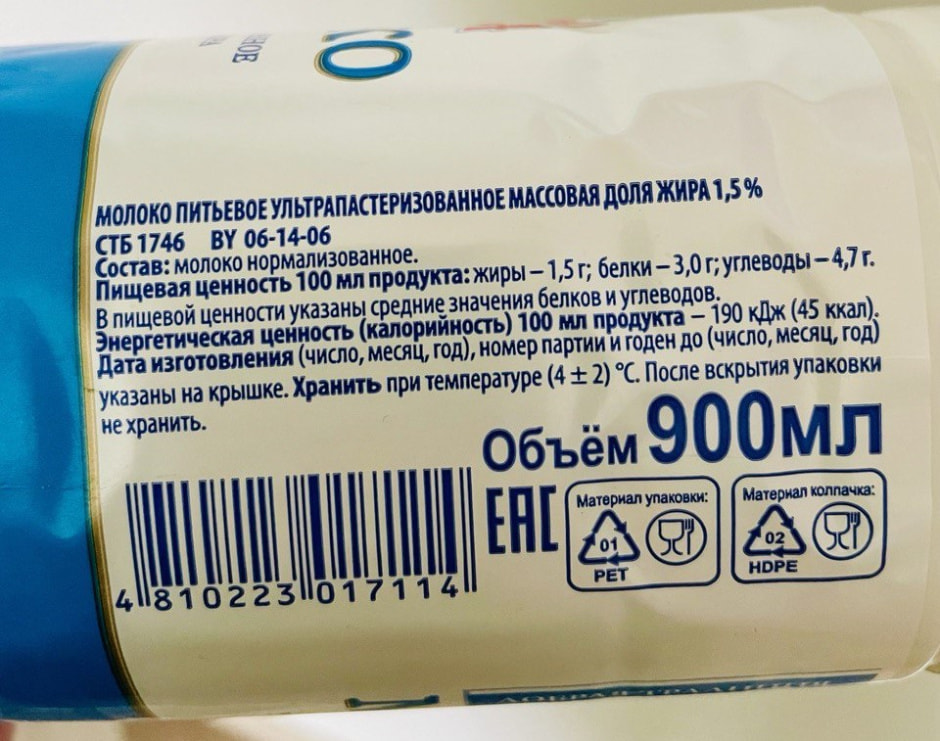 МОЛОКО ПИТЬЕВОЕ УЛЬТРАПАСТЕРИЗОВАННОЕ МАССОВАЯ ДОЛЯ ЖИРА 1,5 %
СТБ 1746 BY 06-14-06
Состав: молоко нормализованное.
Пищевая ценность 100 мл продукта: жиры – 1,5 г; белки – 3,0 г; углеводы – 4,7 г.
В пищевой ценности указаны средние значения белков и углеводов.
Энергетическая ценность (калорийность) 100 мл продукта – 190 кДж (45 ккал).
Дата изготовления (число, месяц, год), номер партии и годен до (число, месяц, год)
указаны на крышке. Хранить при температуре (4 ± 2) °С. После вскрытия упаковки
не хранить.
Объём 900мл
EAC
Материал упаковки:
01
PET
Материал колпачка:
02
HDPE
4 810223 017114